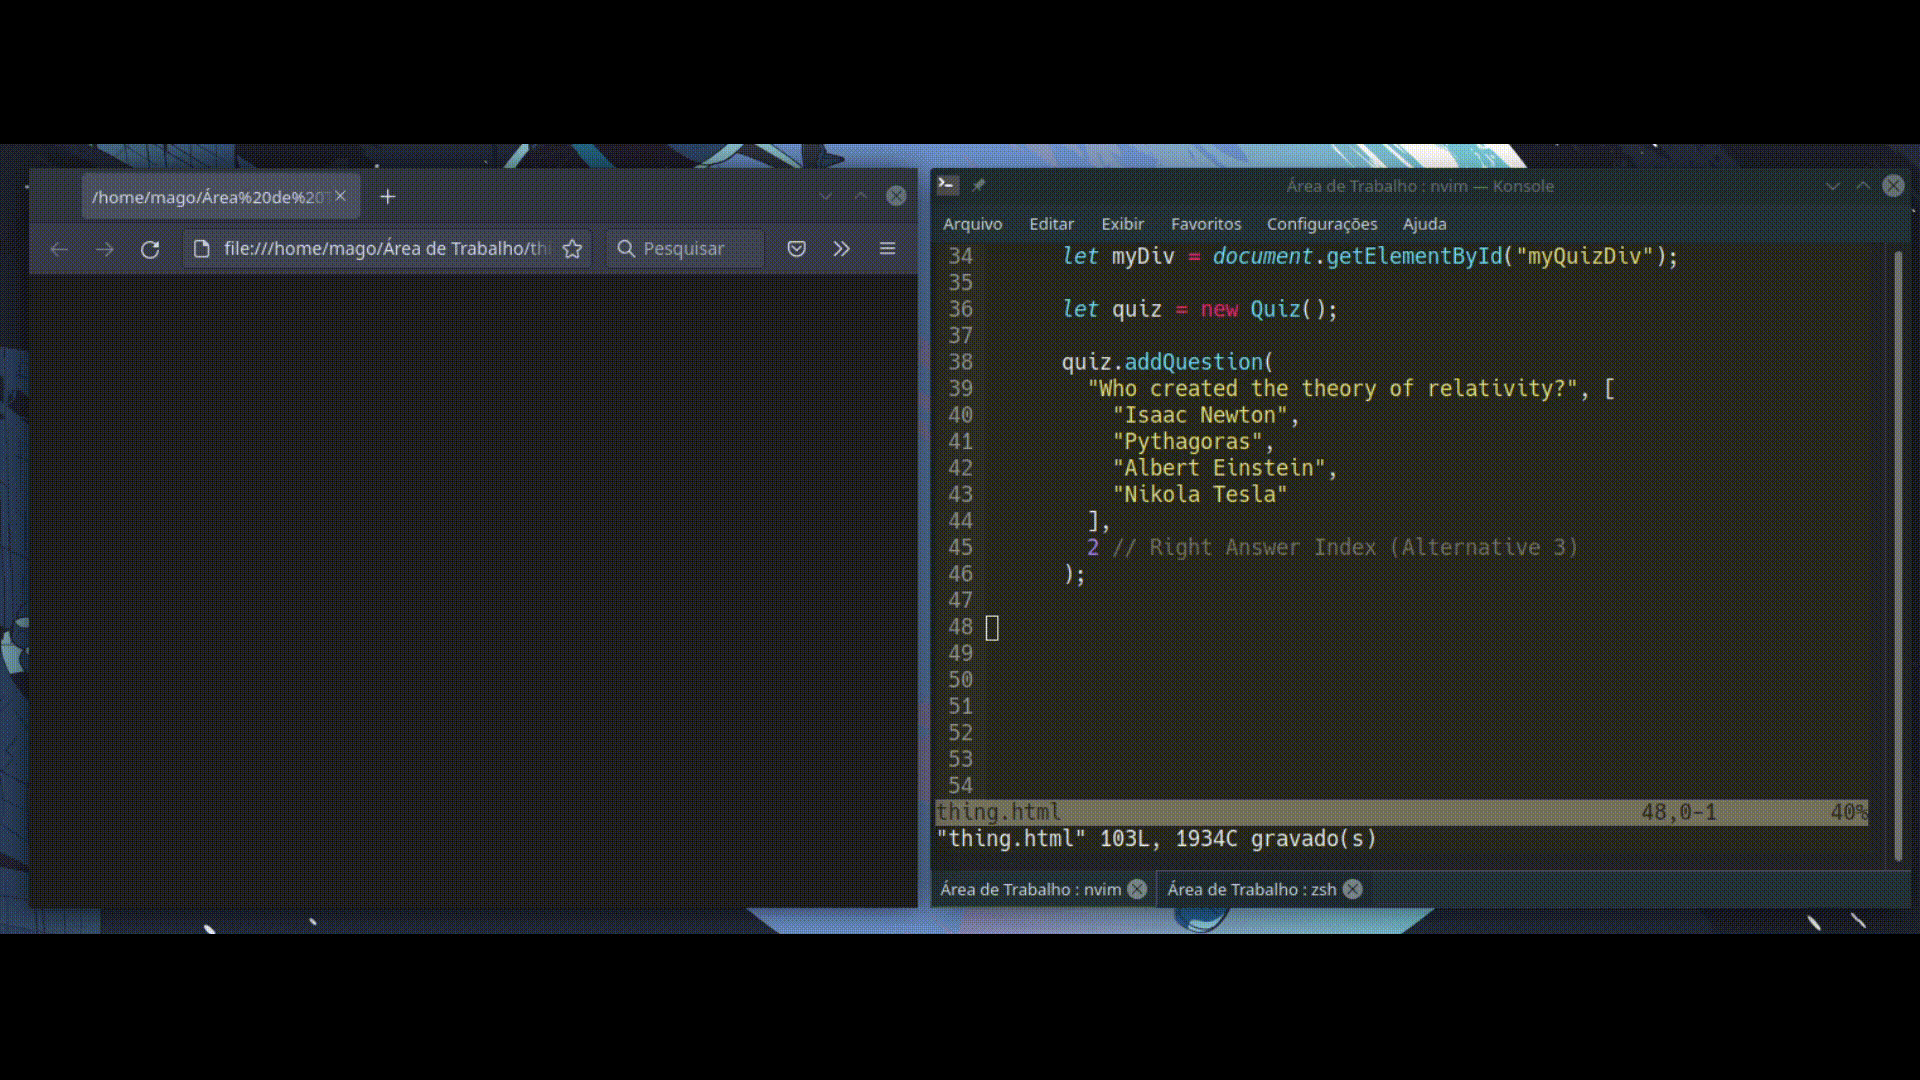 /home/mago/Área%20de%20T
file:///home/mago/Área de Trabalho/thi
Pesquisar
Área de Trabalho : nvim — Konsole
Arquivo Editar Exibir Favoritos Configurações Ajuda
34 let myDiv = document.getElementById("myQuizDiv");
35
36 let quiz = new Quiz();
37
38 quiz.addQuestion(
39 "Who created the theory of relativity?", [
40 "Isaac Newton",
41 "Pythagoras",
42 "Albert Einstein",
43 "Nikola Tesla"
44 ],
45 2 // Right Answer Index (Alternative 3)
46 );
47
48
49
50
51
52
53
54
thing.html 48,0-1 40%
"thing.html" 103L, 1934C gravado(s)
Área de Trabalho : nvim Área de Trabalho : zsh